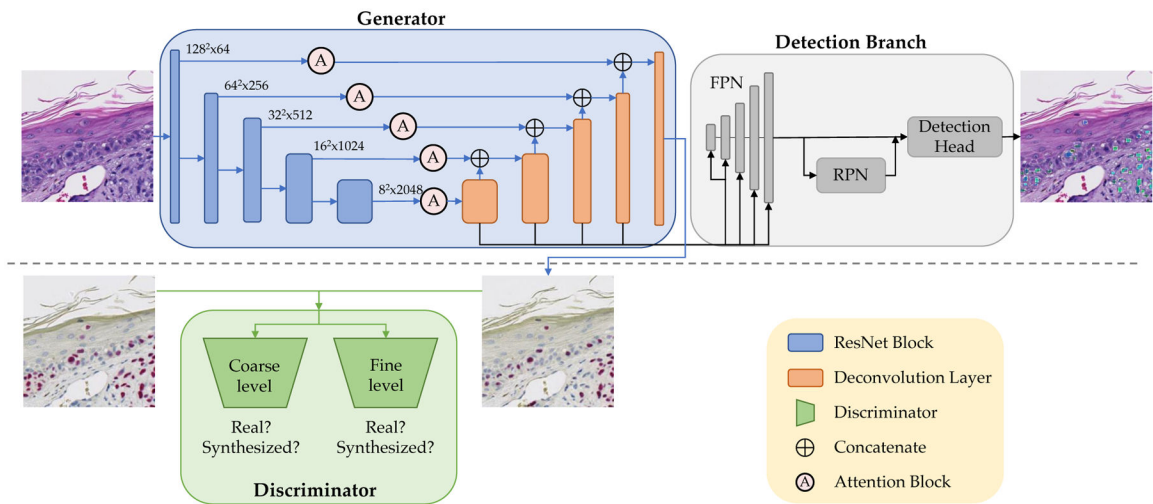 Generator
128²x64
A
64²x256
A
32²x512
A
16²x1024
A
8²x2048
A
Detection Branch
FPN
RPN
Detection
Head
Coarse
level
Fine
level
Real?
Synthesized?
Real?
Synthesized?
Discriminator
ResNet Block
Deconvolution Layer
Discriminator
Concatenate
A
Attention Block